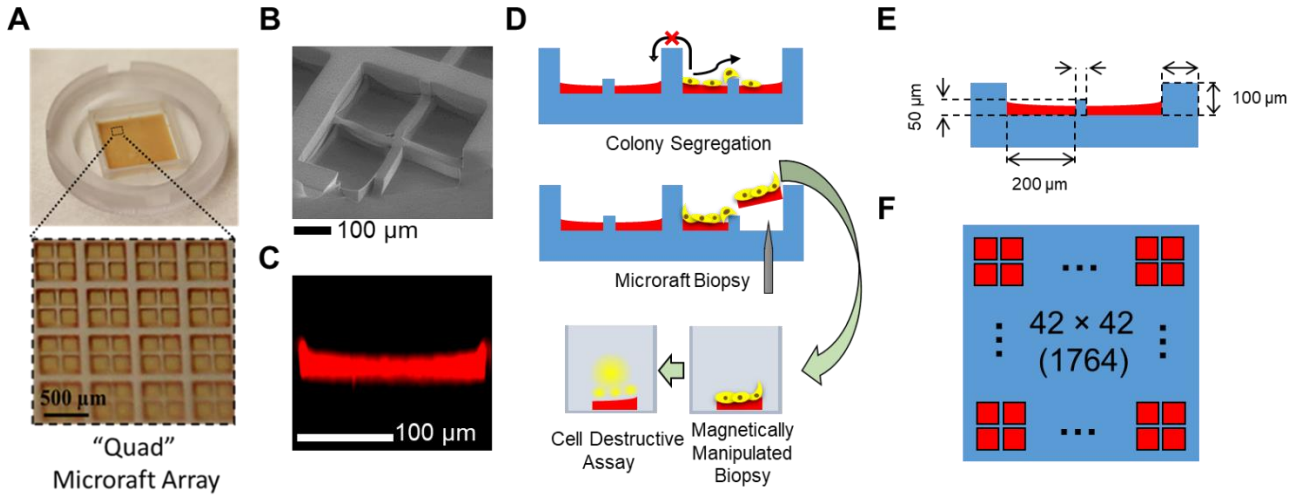 A
500 μm
“Quad”
Microraft Array
B
100 μm
C
100 μm
D
Colony Segregation
Microraft Biopsy
Cell Destructive
Assay
Magnetically
Manipulated
Biopsy
E
50 μm
100 μm
200 μm
F
42 × 42
(1764)